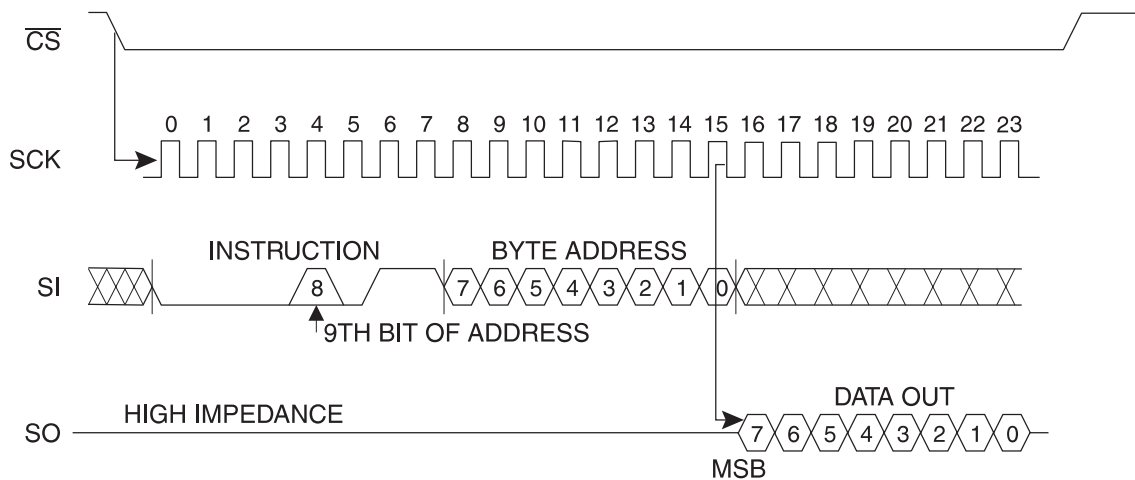 CS
0 1 2 3 4 5 6 7 8 9 10 11 12 13 14 15 16 17 18 19 20 21 22 23
SCK
INSTRUCTION BYTE ADDRESS
SI 8 7 6 5 4 3 2 1 0
9TH BIT OF ADDRESS
HIGH IMPEDANCE DATA OUT
SO 7 6 5 4 3 2 1 0
MSB